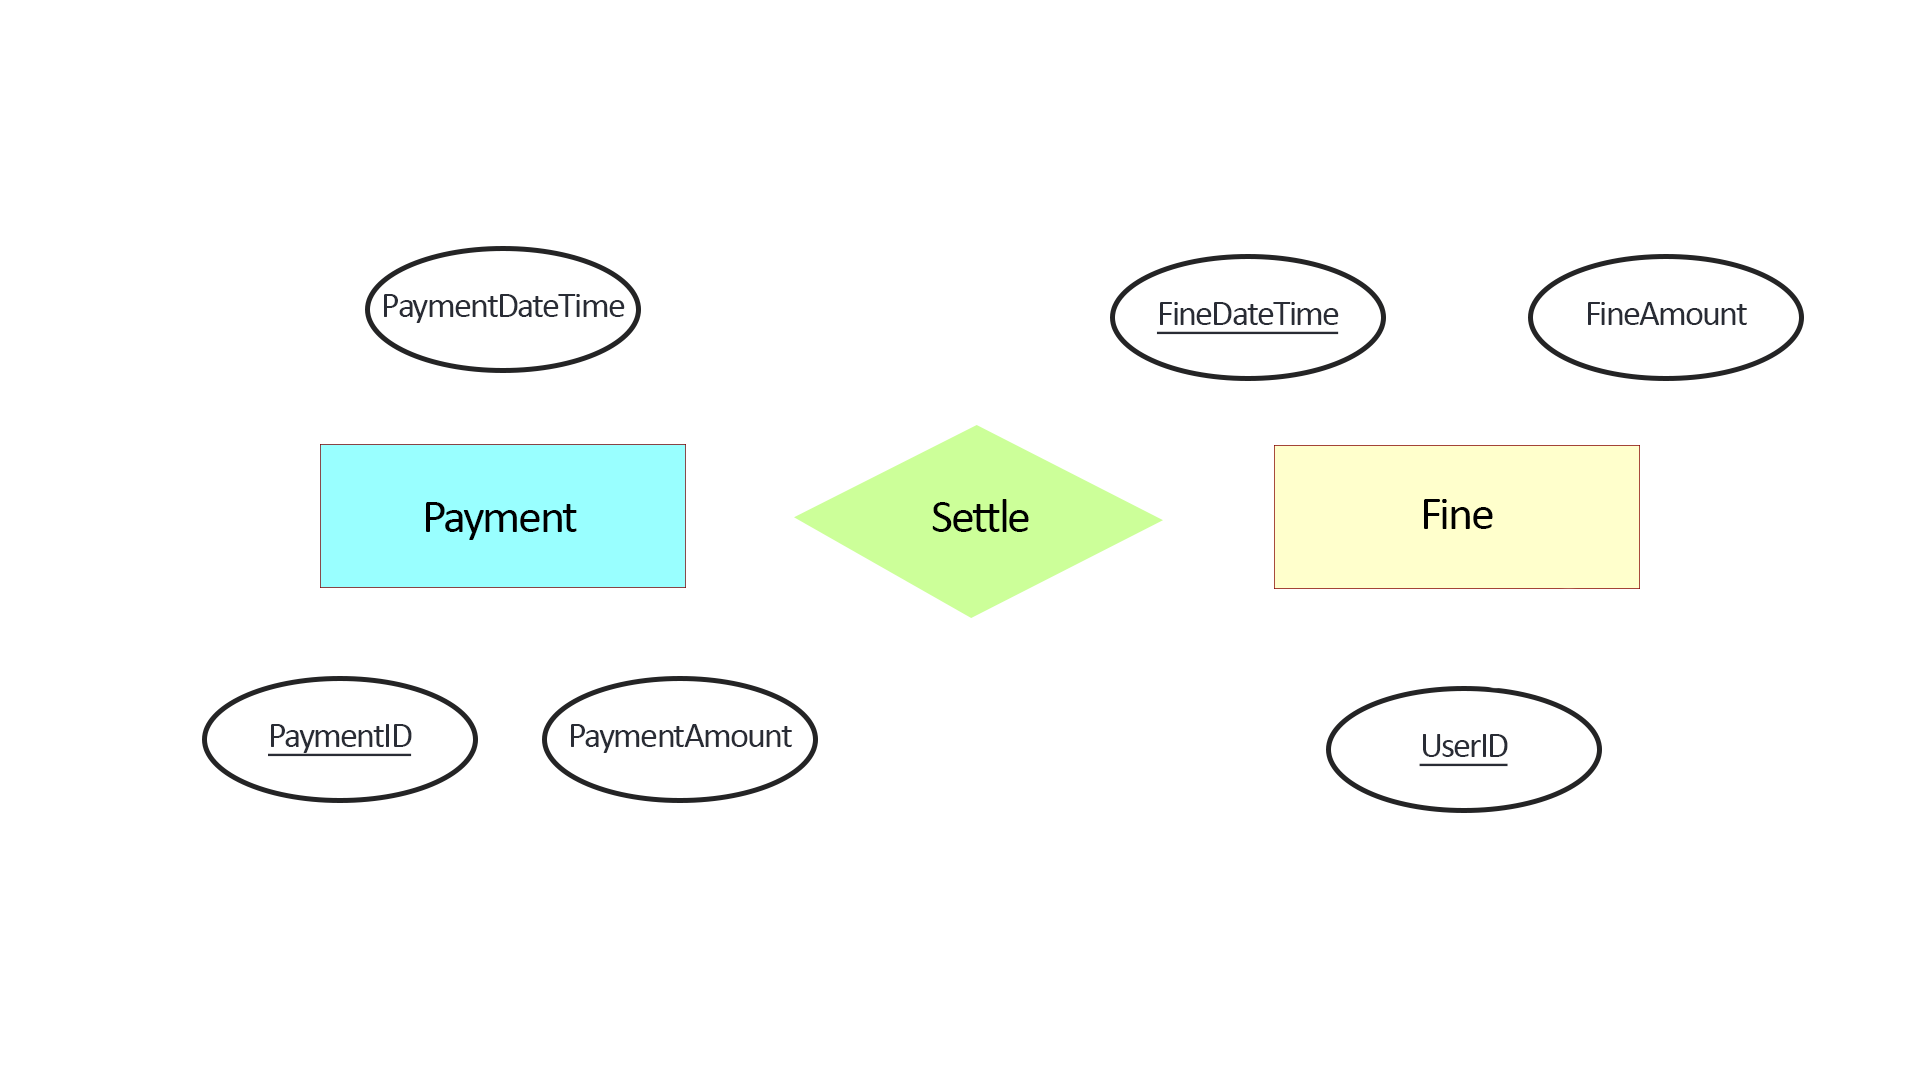 PaymentDateTime
FineDateTime
FineAmount
Payment
Settle
Fine
PaymentID
PaymentAmount
UserID